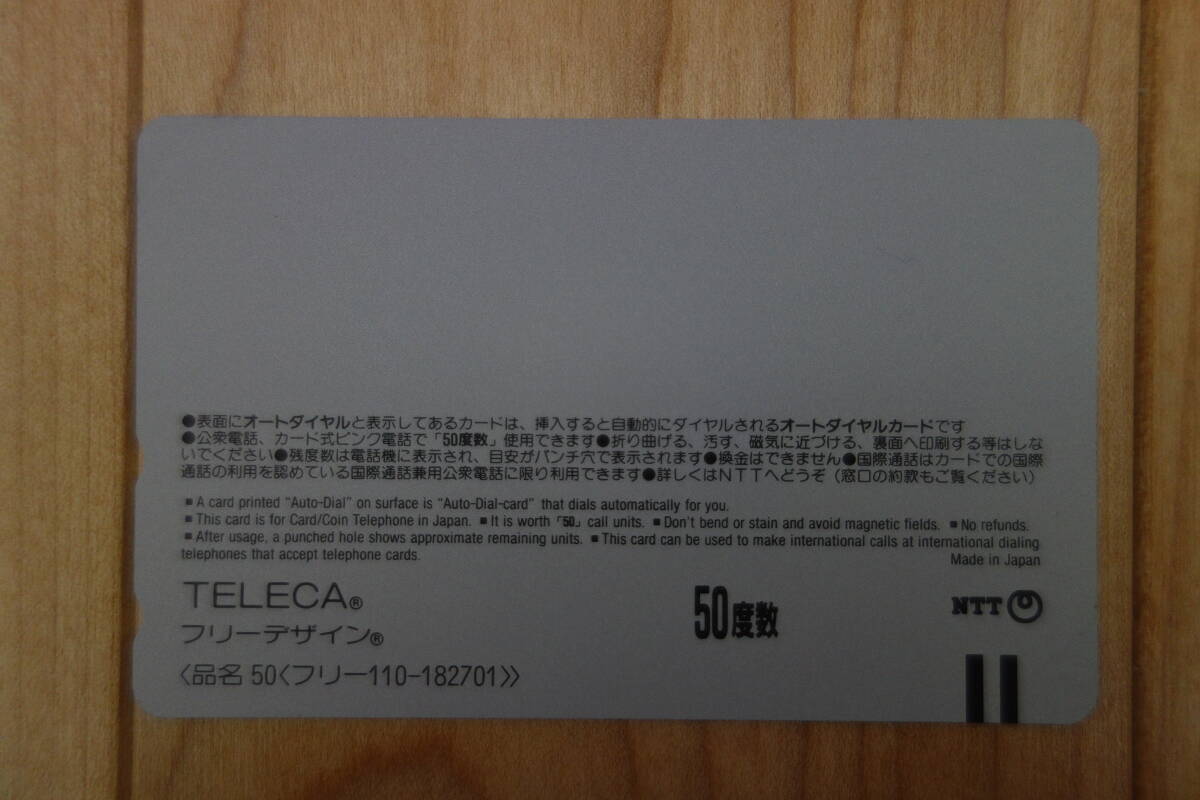 ●表面にオートダイヤルと表示してあるカードは、挿入すると自動的にダイヤルされるオートダイヤルカードです
●公衆電話、カード式ピンク電話で「50度数」使用できます●折り曲げる、汚す、磁気に近づける、裏面へ印刷する等はしな
いでください●残度数は電話機に表示され、目安がパンチ穴で表示されます●換金はできません●国際通話はカードでの国際
通話の利用を認めている国際通話兼用公衆電話に限り利用できます●詳しくはNTTへどうぞ（窓口の約款もご覧ください）
■ A card printed “Auto-Dial” on surface is “Auto-Dial-card” that dials automatically for you.
■ This card is for Card/Coin Telephone in Japan. ■ It is worth「50」call units. ■ Don't bend or stain and avoid magnetic fields. ■ No refunds.
■ After usage, a punched hole shows approximate remaining units. ■ This card can be used to make international calls at international dialing
telephones that accept telephone cards. Made in Japan
TELECA® 50度数 NTT
フリーデザイン®
〈品名 50〈フリー110-182701〉〉